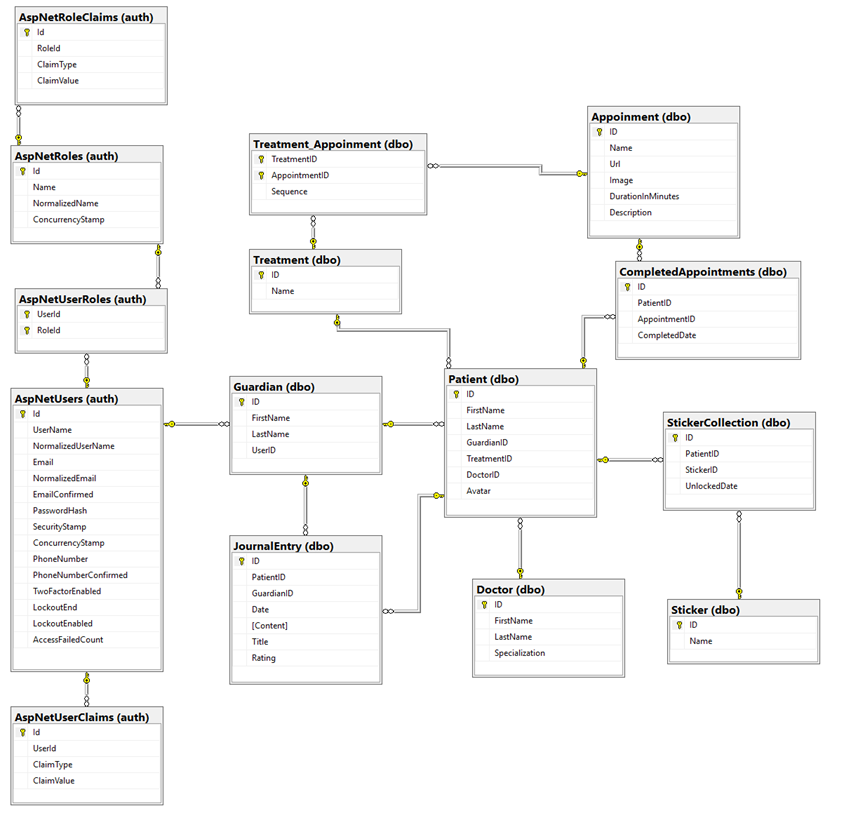 AspNetRoleClaims (auth)
Id
RoleId
ClaimType
ClaimValue
AspNetRoles (auth)
Id
Name
NormalizedName
ConcurrencyStamp
AspNetUserRoles (auth)
UserId
RoleId
AspNetUsers (auth)
Id
UserName
NormalizedUserName
Email
NormalizedEmail
EmailConfirmed
PasswordHash
SecurityStamp
ConcurrencyStamp
PhoneNumber
PhoneNumberConfirmed
TwoFactorEnabled
LockoutEnd
LockoutEnabled
AccessFailedCount
AspNetUserClaims (auth)
Id
UserId
ClaimType
ClaimValue
Treatment_Appoinment (dbo)
TreatmentID
AppointmentID
Sequence
Treatment (dbo)
ID
Name
Guardian (dbo)
ID
FirstName
LastName
UserID
JournalEntry (dbo)
ID
PatientID
GuardianID
Date
[Content]
Title
Rating
Patient (dbo)
ID
FirstName
LastName
GuardianID
TreatmentID
DoctorID
Avatar
Doctor (dbo)
ID
FirstName
LastName
Specialization
Appoinment (dbo)
ID
Name
Url
Image
DurationInMinutes
Description
CompletedAppointments (dbo)
ID
PatientID
AppointmentID
CompletedDate
StickerCollection (dbo)
ID
PatientID
StickerID
UnlockedDate
Sticker (dbo)
ID
Name